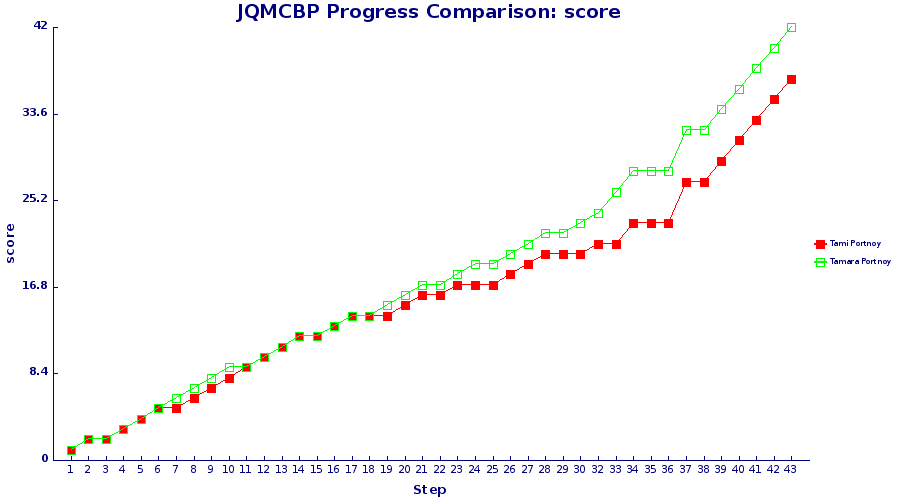 JQMCBP Progress Comparison: score
42
33.6
25.2
16.8
8.4
0
score
1 2 3 4 5 6 7 8 9 10 11 12 13 14 15 16 17 18 19 20 21 22 23 24 25 26 27 28 29 30 32 33 34 35 36 37 38 39 40 41 42 43
Step
Tami Portnoy
Tamara Portnoy